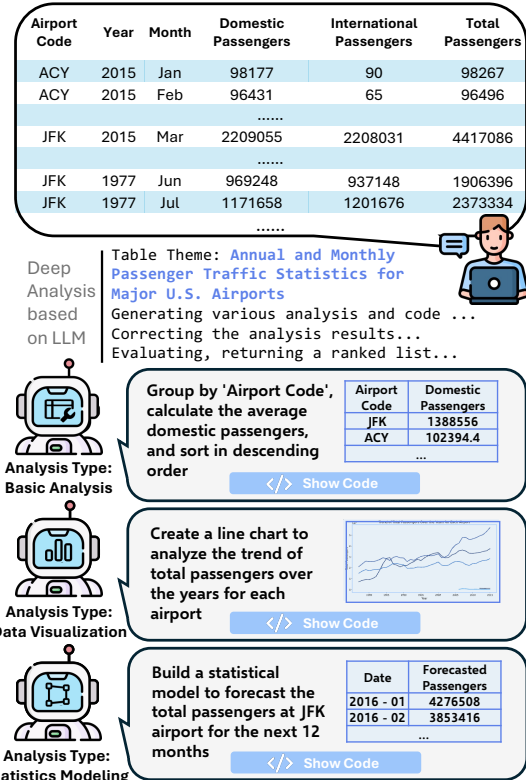 Airport Code Year Month Domestic Passengers International Passengers Total Passengers
ACY 2015 Jan 98177 90 98267
ACY 2015 Feb 96431 65 96496
......
JFK 2015 Mar 2209055 2208031 4417086
......
JFK 1977 Jun 969248 937148 1906396
JFK 1977 Jul 1171658 1201676 2373334
......
Deep
Analysis
based
on LLM
Table Theme: Annual and Monthly
Passenger Traffic Statistics for
Major U.S. Airports
Generating various analysis and code ...
Correcting the analysis results...
Evaluating, returning a ranked list...
Analysis Type:
Basic Analysis
Group by 'Airport Code',
calculate the average
domestic passengers,
and sort in descending
order
Airport Code Domestic Passengers
JFK 1388556
ACY 102394.4
...
</> Show Code
Analysis Type:
Data Visualization
Create a line chart to
analyze the trend of
total passengers over
the years for each
airport
</> Show Code
Analysis Type:
tatistics Modeling
Build a statistical
model to forecast the
total passengers at JFK
airport for the next 12
months
Date Forecasted Passengers
2016 - 01 4276508
2016 - 02 3853416
...
</> Show Code